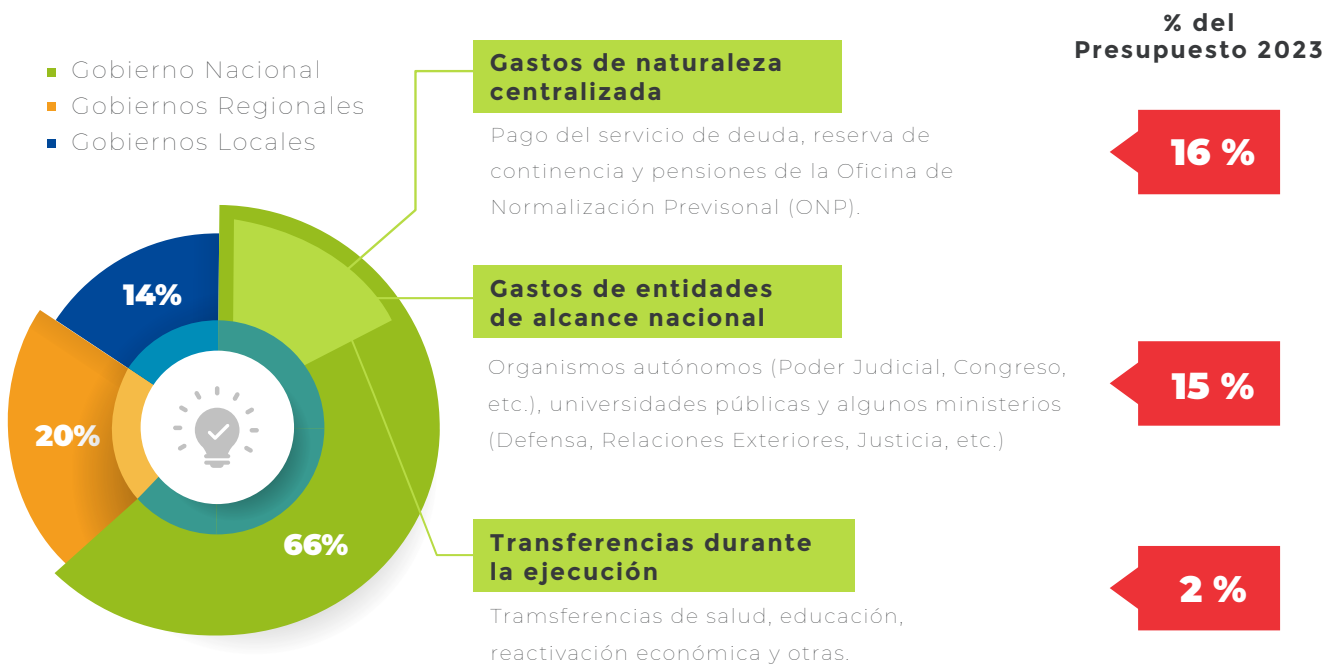 % del
Presupuesto 2023
Gobierno Nacional
Gobiernos Regionales
Gobiernos Locales
Gastos de naturaleza
centralizada
Pago del servicio de deuda, reserva de
continencia y pensiones de la Oficina de
Normalización Previsonal (ONP).
16 %
Gastos de entidades
de alcance nacional
Organismos autónomos (Poder Judicial, Congreso,
etc.), universidades públicas y algunos ministerios
(Defensa, Relaciones Exteriores, Justicia, etc.)
15 %
14%
20%
66%
Transferencias durante
la ejecución
Tramsferencias de salud, educación,
reactivación económica y otras.
2 %